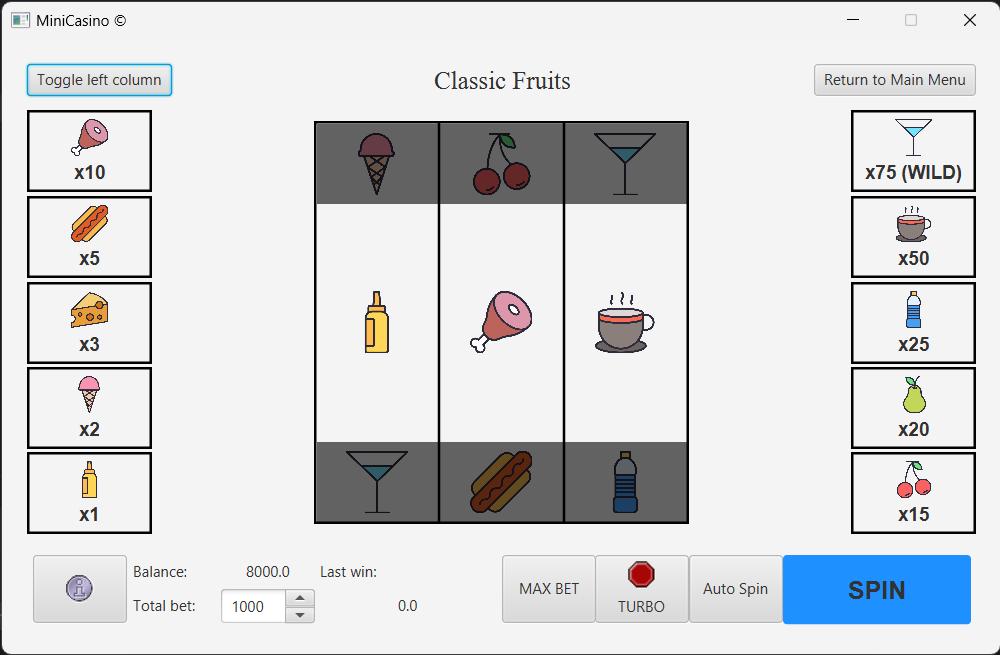 MiniCasino ©
Toggle left column
Classic Fruits
Return to Main Menu
x10
x5
x3
x2
x1
x75 (WILD)
x50
x25
x20
x15
Balance: 8000.0 Last win:
Total bet: 1000 0.0
MAX BET
TURBO
Auto Spin
SPIN